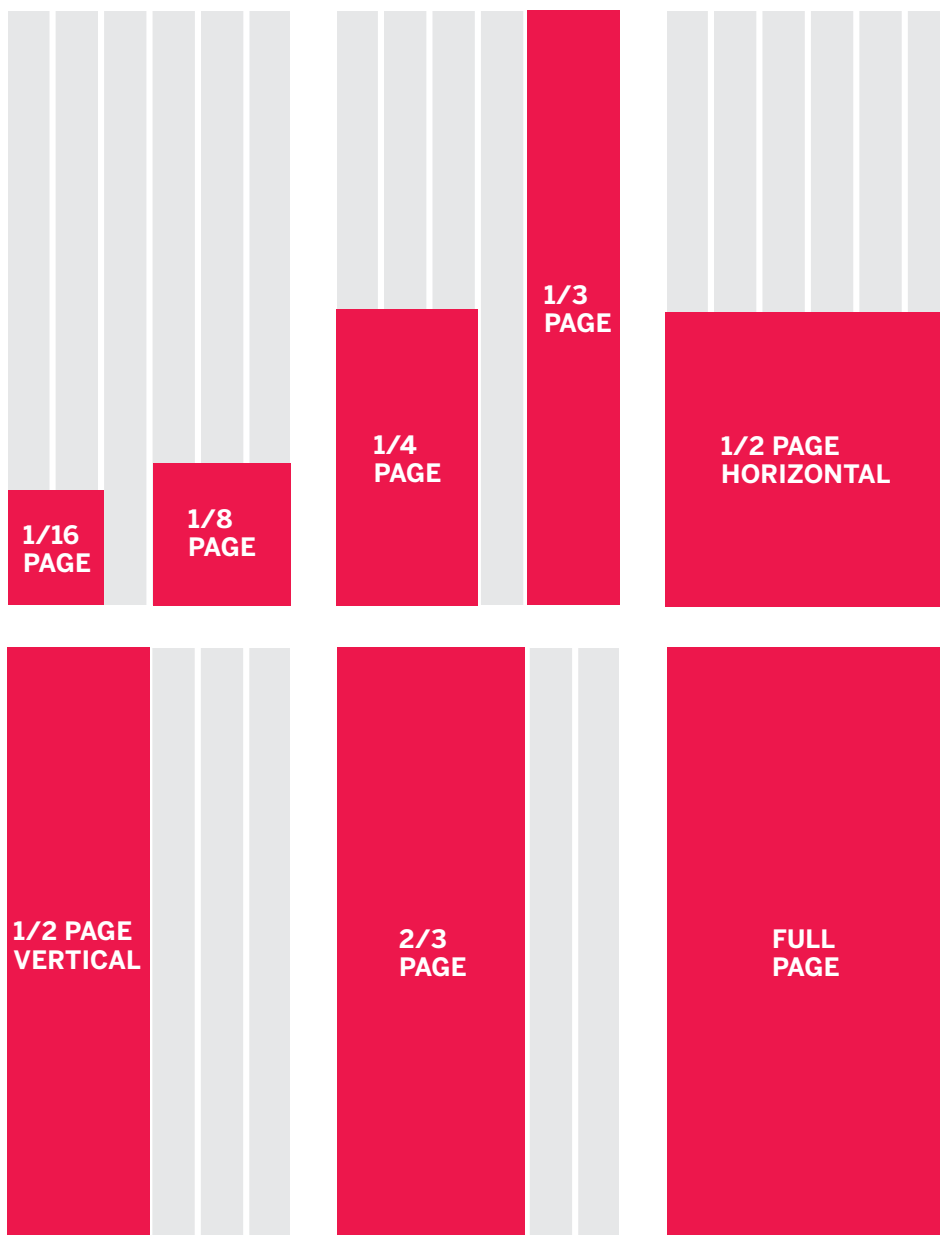 1/16
PAGE
1/8
PAGE
1/4
PAGE
1/3
PAGE
1/2 PAGE
HORIZONTAL
1/2 PAGE
VERTICAL
2/3
PAGE
FULL
PAGE